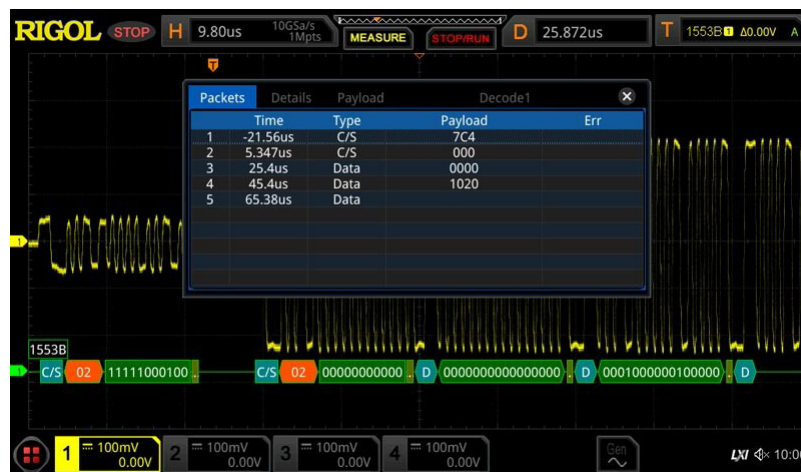 RIGOL STOP H 9.80us 10GSa/s 1Mpts MEASURE STOP/RUN D 25.872us T 1553B 1 Δ0.00V A
T
Packets Details Payload Decode1
Time Type Payload Err
1 -21.56us C/S 7C4
2 5.347us C/S 000
3 25.4us Data 0000
4 45.4us Data 1020
5 65.38us Data
1
1553B
C/S 02 11111000100 .. C/S 02 00000000000 .. D 0000000000000000 . D 0001000000100000 . D
1 100mV 0.00V 2 100mV 0.00V 3 100mV 0.00V 4 100mV 0.00V Gen LXI 10:0